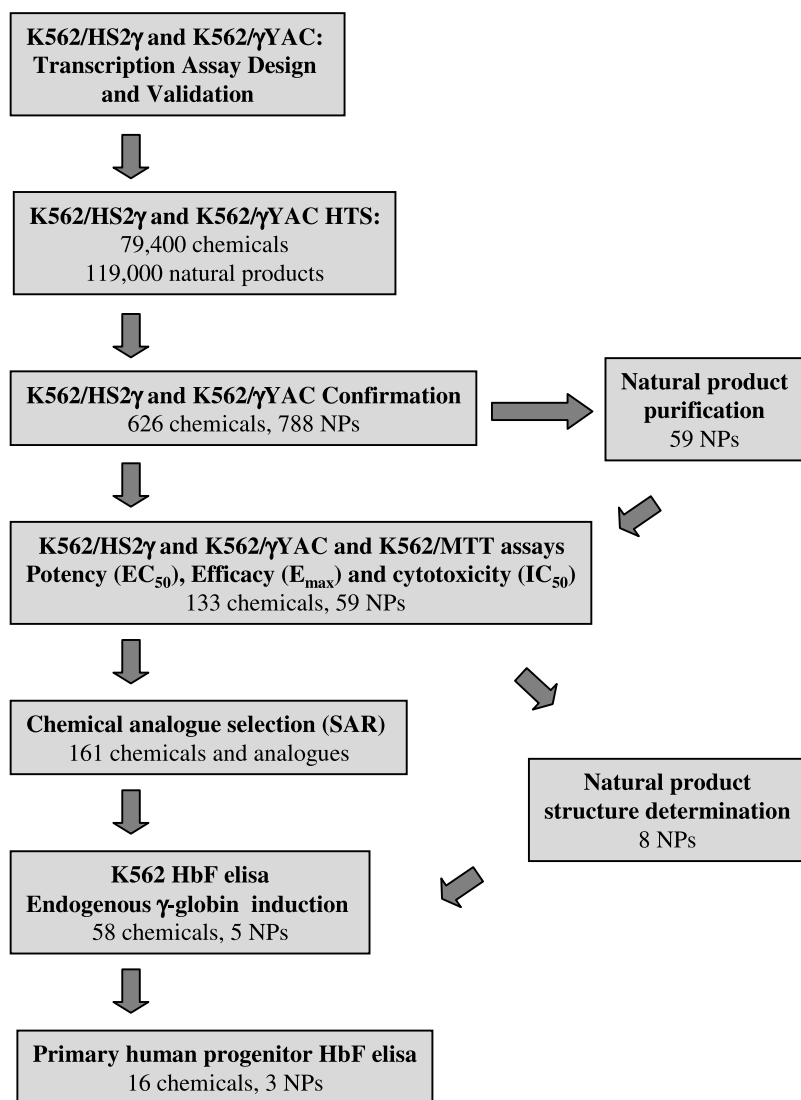 K562/HS2γ and K562/γYAC:
Transcription Assay Design
and Validation
K562/HS2γ and K562/γYAC HTS:
79,400 chemicals
119,000 natural products
K562/HS2γ and K562/γYAC Confirmation
626 chemicals, 788 NPs
Natural product
purification
59 NPs
K562/HS2γ and K562/γYAC and K562/MTT assays
Potency (EC₅₀), Efficacy (Eₘₐₓ) and cytotoxicity (IC₅₀)
133 chemicals, 59 NPs
Chemical analogue selection (SAR)
161 chemicals and analogues
Natural product
structure determination
8 NPs
K562 HbF elisa
Endogenous γ-globin induction
58 chemicals, 5 NPs
Primary human progenitor HbF elisa
16 chemicals, 3 NPs